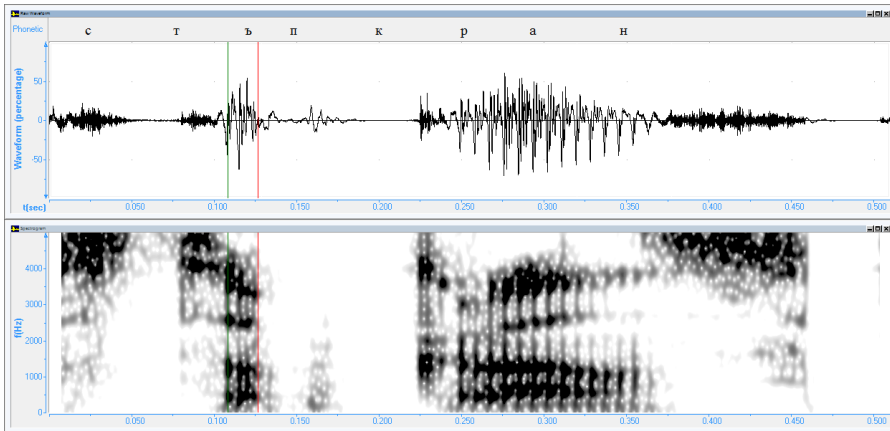 Raw Waveform
Phonetic с т ъ п к р а н
Waveform (percentage)
50
0
-50
t[sec] 0.050 0.100 0.150 0.200 0.250 0.300 0.350 0.400 0.450 0.500
Spectrogram
f(Hz)
4000
3000
2000
1000
0
0.050 0.100 0.150 0.200 0.250 0.300 0.350 0.400 0.450 0.500